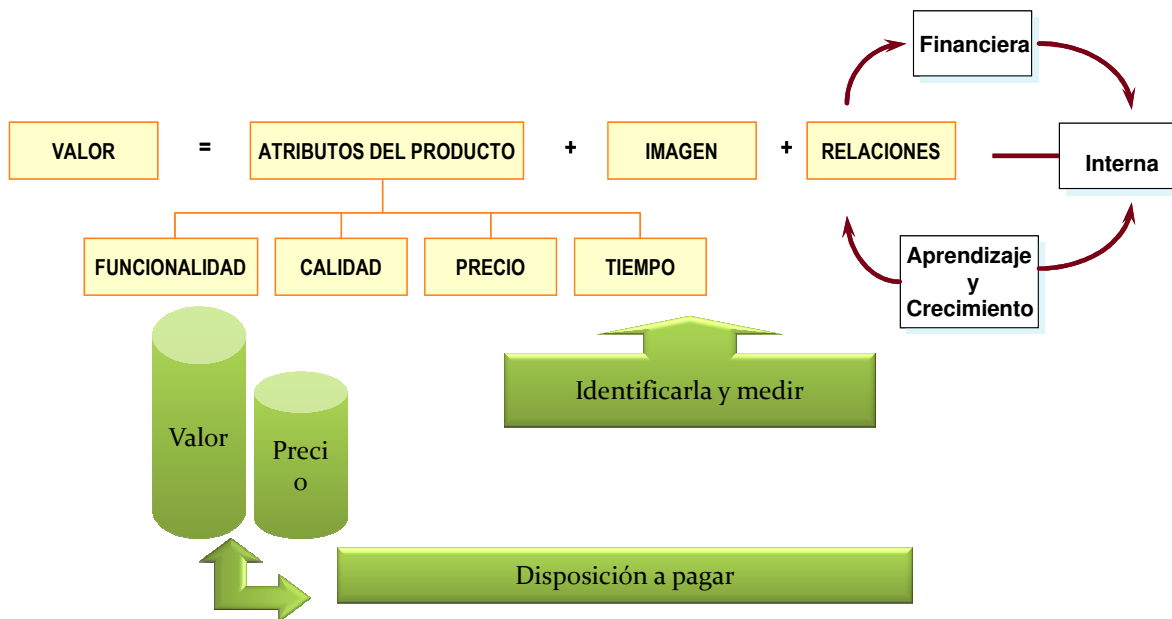 Financiera
VALOR = ATRIBUTOS DEL PRODUCTO + IMAGEN + RELACIONES
Interna
FUNCIONALIDAD CALIDAD PRECIO TIEMPO
Aprendizaje
y
Crecimiento
Identificarla y medir
Valor
Preci
o
Disposición a pagar